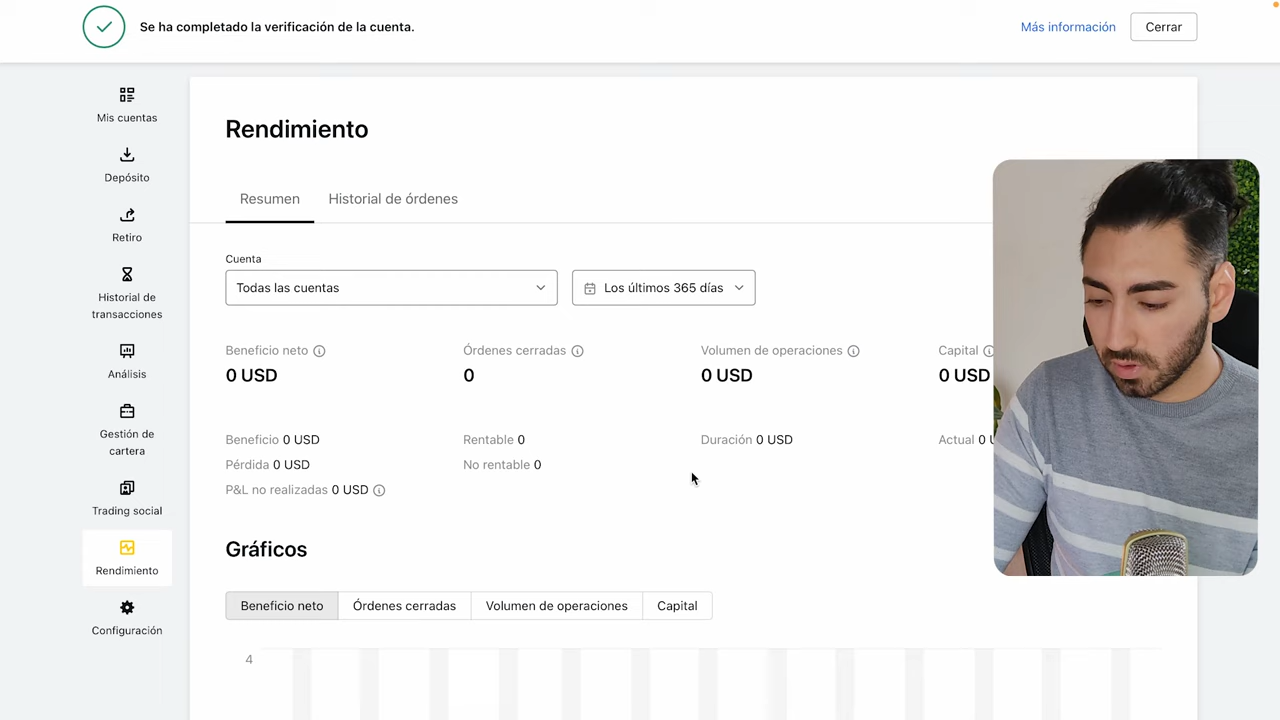 Se ha completado la verificación de la cuenta.
Más información
Cerrar
Mis cuentas
Depósito
Retiro
Historial de
transacciones
Análisis
Gestión de
cartera
Trading social
Rendimiento
Configuración
Rendimiento
Resumen
Historial de órdenes
Cuenta
Todas las cuentas
Los últimos 365 días
Beneficio neto
0 USD
Órdenes cerradas
0
Volumen de operaciones
0 USD
Capital
0 USD
Beneficio 0 USD
Pérdida 0 USD
P&L no realizadas 0 USD
Rentable 0
No rentable 0
Duración 0 USD
Actual 0
Gráficos
Beneficio neto
Órdenes cerradas
Volumen de operaciones
Capital
4